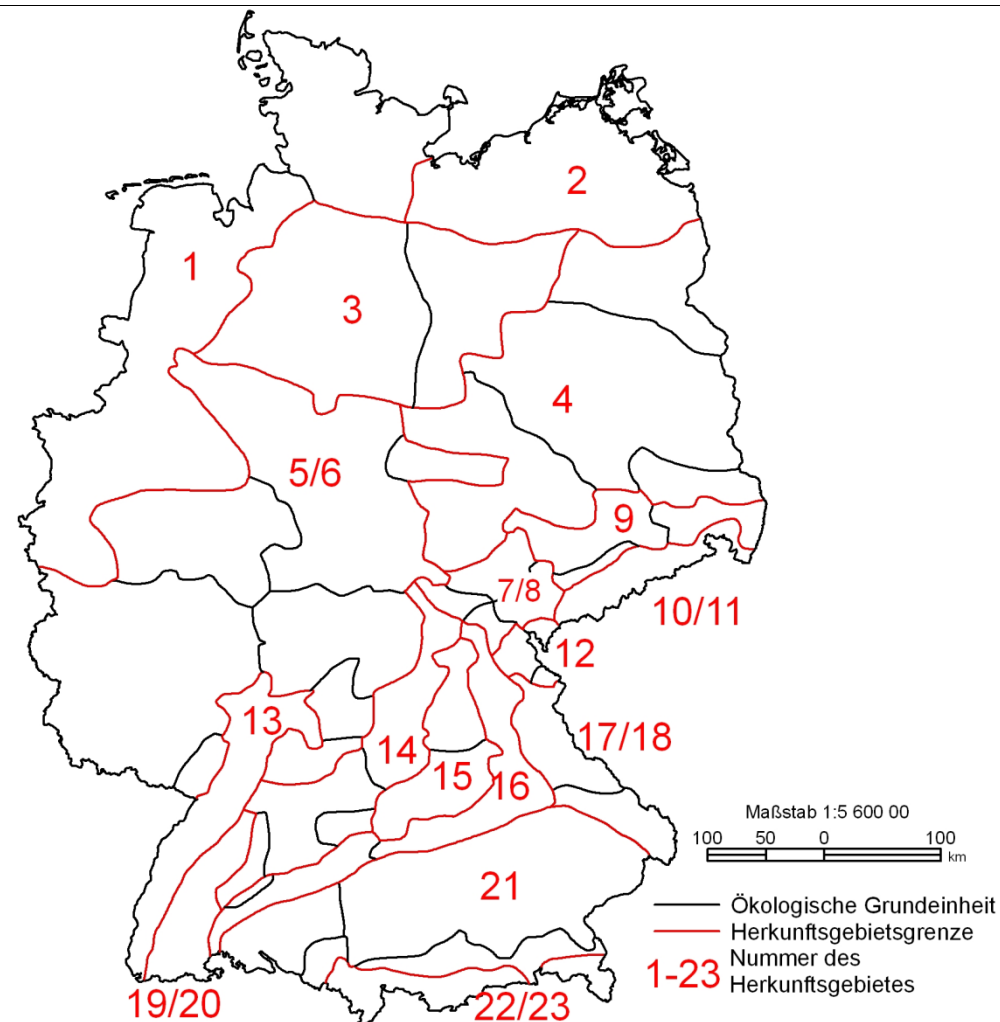 2
1
3
4
5/6
9
7/8
10/11
12
13
14
17/18
15
16
21
19/20
22/23
Maßstab 1:5 600 00
100 50 0 100
km
Ökologische Grundeinheit
Herkunftsgebietsgrenze
1-23 Nummer des
Herkunftsgebietes